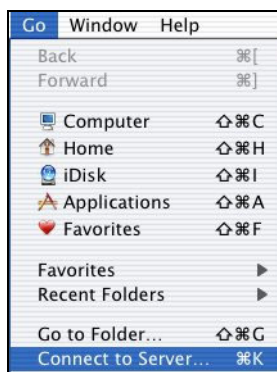 Go Window Help
Back ⌘[
Forward ⌘]
Computer ⇧⌘C
Home ⇧⌘H
iDisk ⇧⌘I
Applications ⇧⌘A
Favorites ⇧⌘F
Favorites ▶
Recent Folders ▶
Go to Folder... ⇧⌘G
Connect to Server... ⌘K